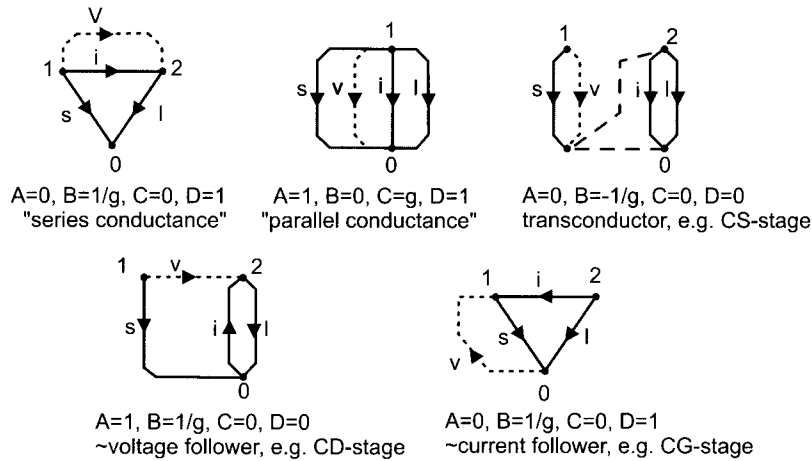 V
1
i
2
s
l
0
A=0, B=1/g, C=0, D=1
"series conductance"
1
s
v
i
l
0
A=1, B=0, C=g, D=1
"parallel conductance"
1
2
s
v
i
l
0
A=0, B=-1/g, C=0, D=0
transconductor, e.g. CS-stage
1
v
2
s
i
l
0
A=1, B=1/g, C=0, D=0
~voltage follower, e.g. CD-stage
1
i
2
s
l
v
0
A=0, B=1/g, C=0, D=1
~current follower, e.g. CG-stage